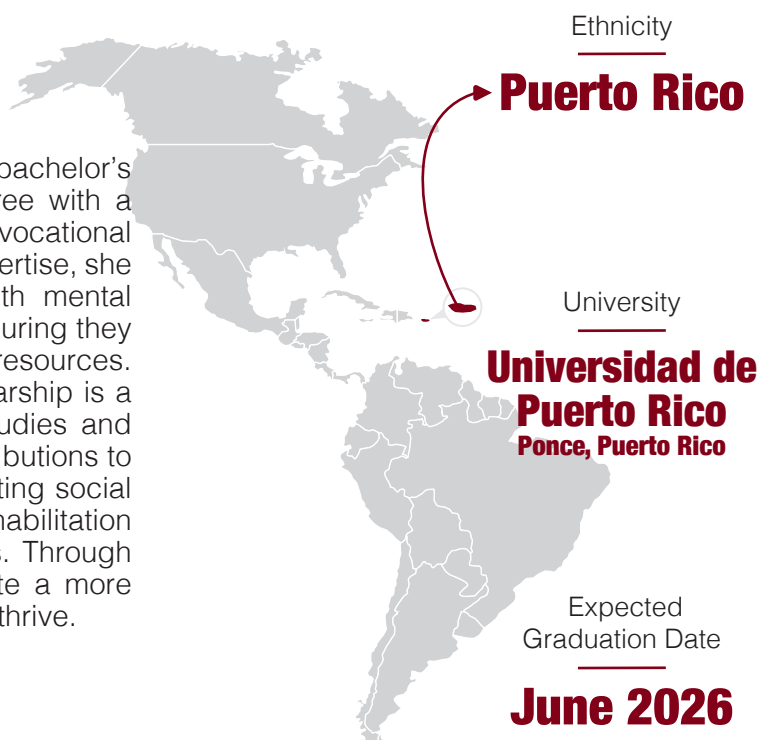 bachelor's
ree with a
vocational
ertise, she
th mental
uring they
resources.
arship is a
udies and
butions to
ting social
habilitation
s. Through
te a more
thrive.
Ethnicity
Puerto Rico
University
Universidad de
Puerto Rico
Ponce, Puerto Rico
Expected
Graduation Date
June 2026